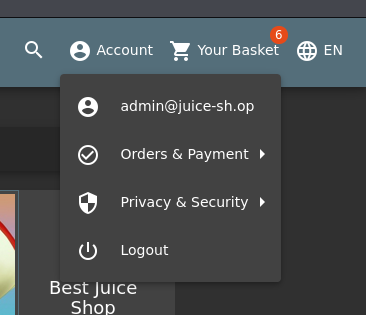 Account
Your Basket
6
EN
admin@juice-sh.op
Orders & Payment
Privacy & Security
Logout
Best Juice
Shop